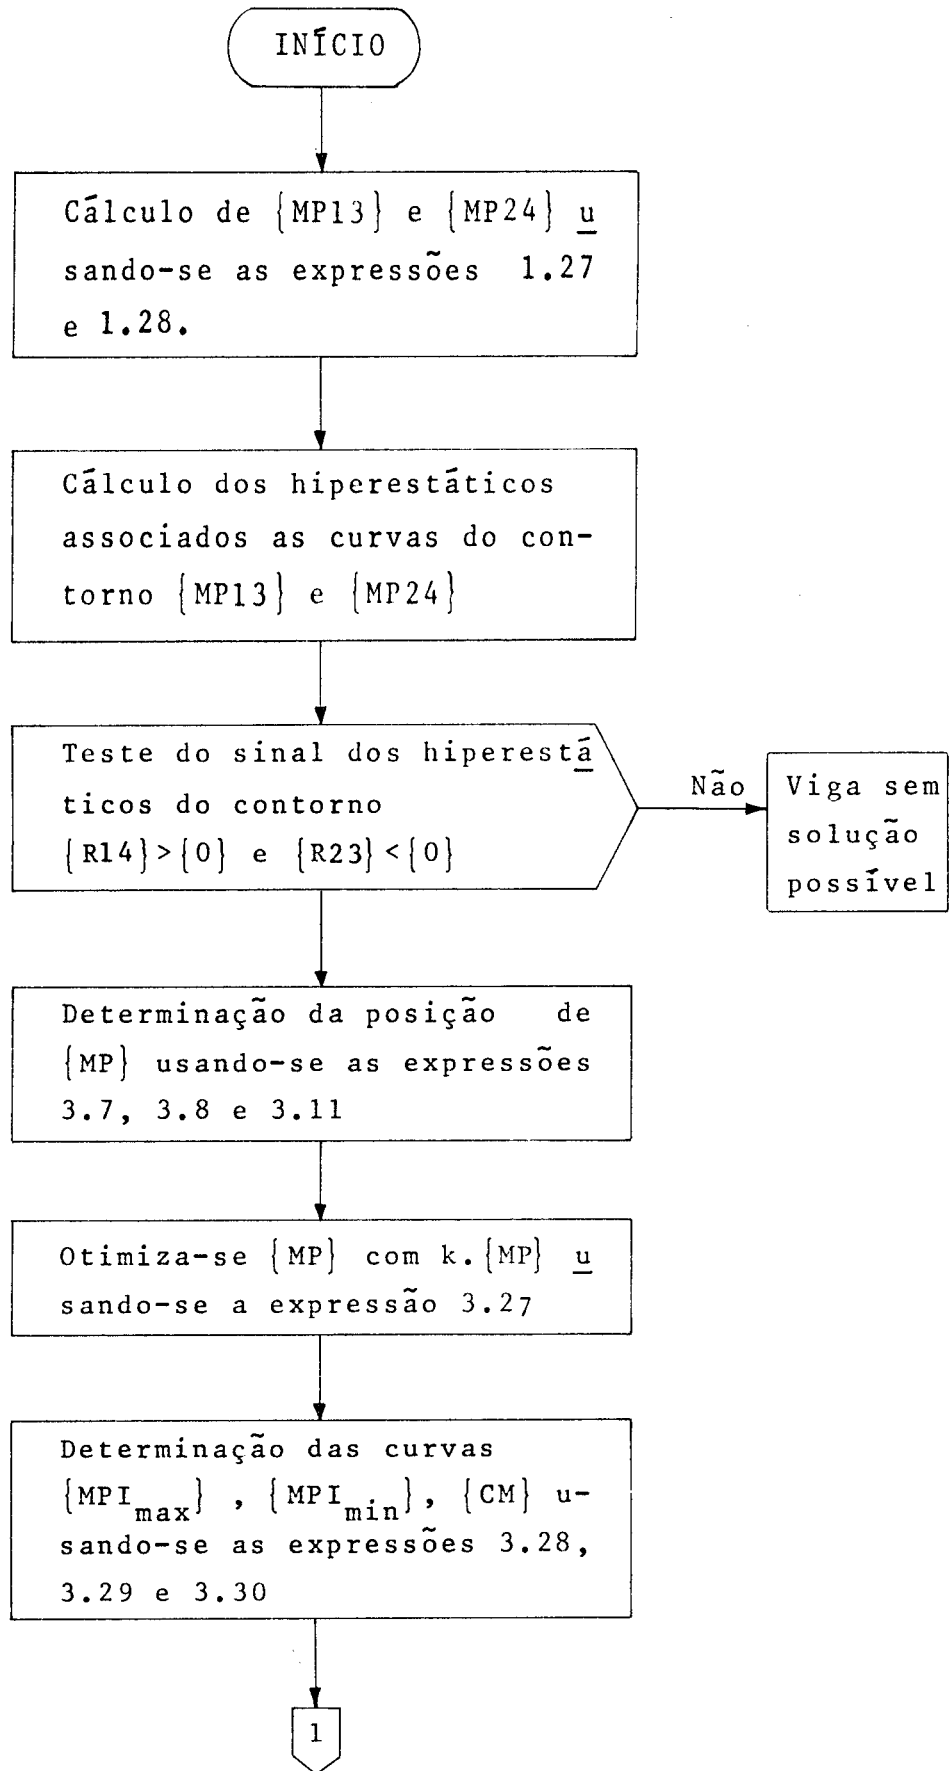 INÍCIO
Cálculo de {MP13} e {MP24} u
sando-se as expressões 1.27
e 1.28.
Cálculo dos hiperestáticos
associados as curvas do con-
torno {MP13} e {MP24}
Teste do sinal dos hiperestá
ticos do contorno
{R14}>{0} e {R23}<{0}
Não
Viga sem
solução
possível
Determinação da posição de
{MP} usando-se as expressões
3.7, 3.8 e 3.11
Otimiza-se {MP} com k.{MP} u
sando-se a expressão 3.27
Determinação das curvas
{MPI_max} , {MPI_min}, {CM} u-
sando-se as expressões 3.28,
3.29 e 3.30
1